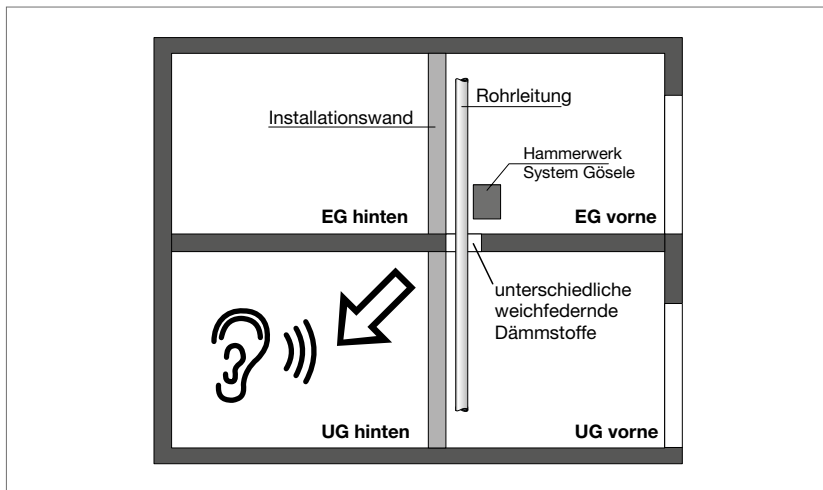 Installationswand
Rohrleitung
Hammerwerk
System Gösele
EG hinten
EG vorne
unterschiedliche
weichfedernde
Dämmstoffe
UG hinten
UG vorne